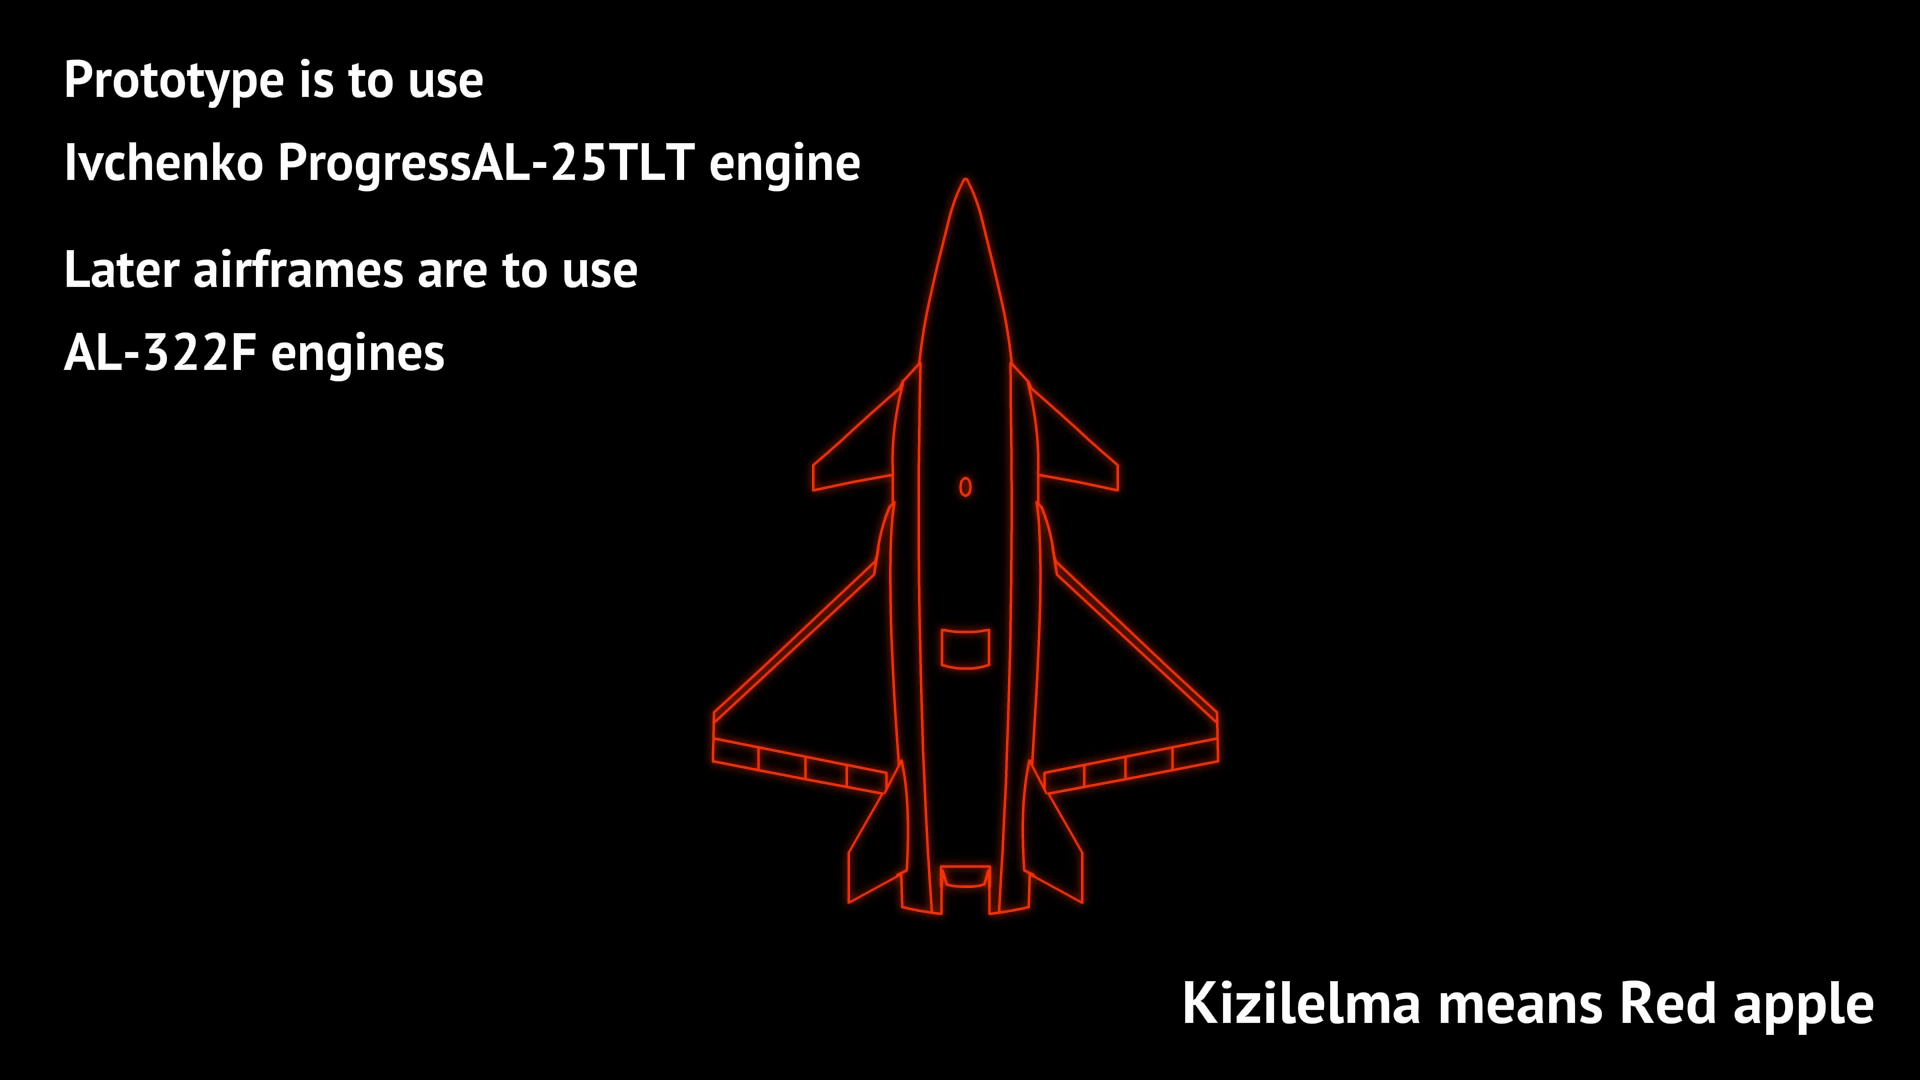 Prototype is to use
Ivchenko ProgressAL-25TLT engine
Later airframes are to use
AL-322F engines
Kizilelma means Red apple